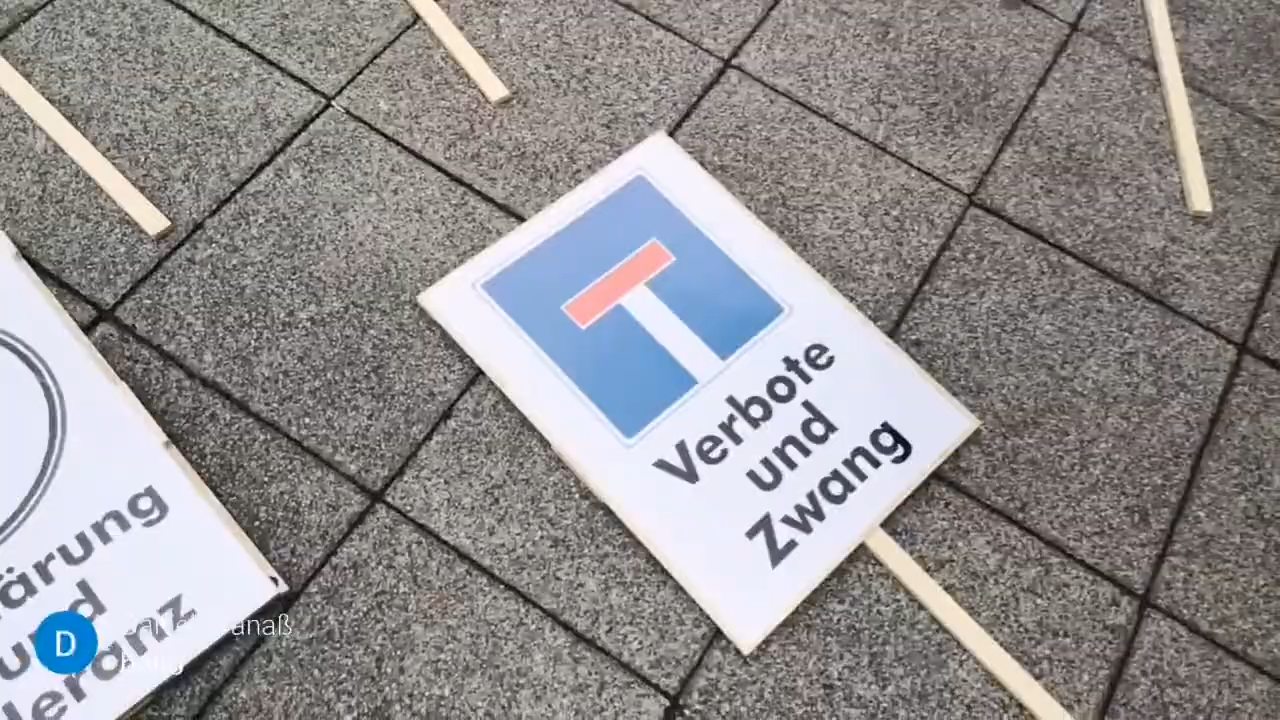 Verbote
und
Zwang
ärung
und
leranz
D